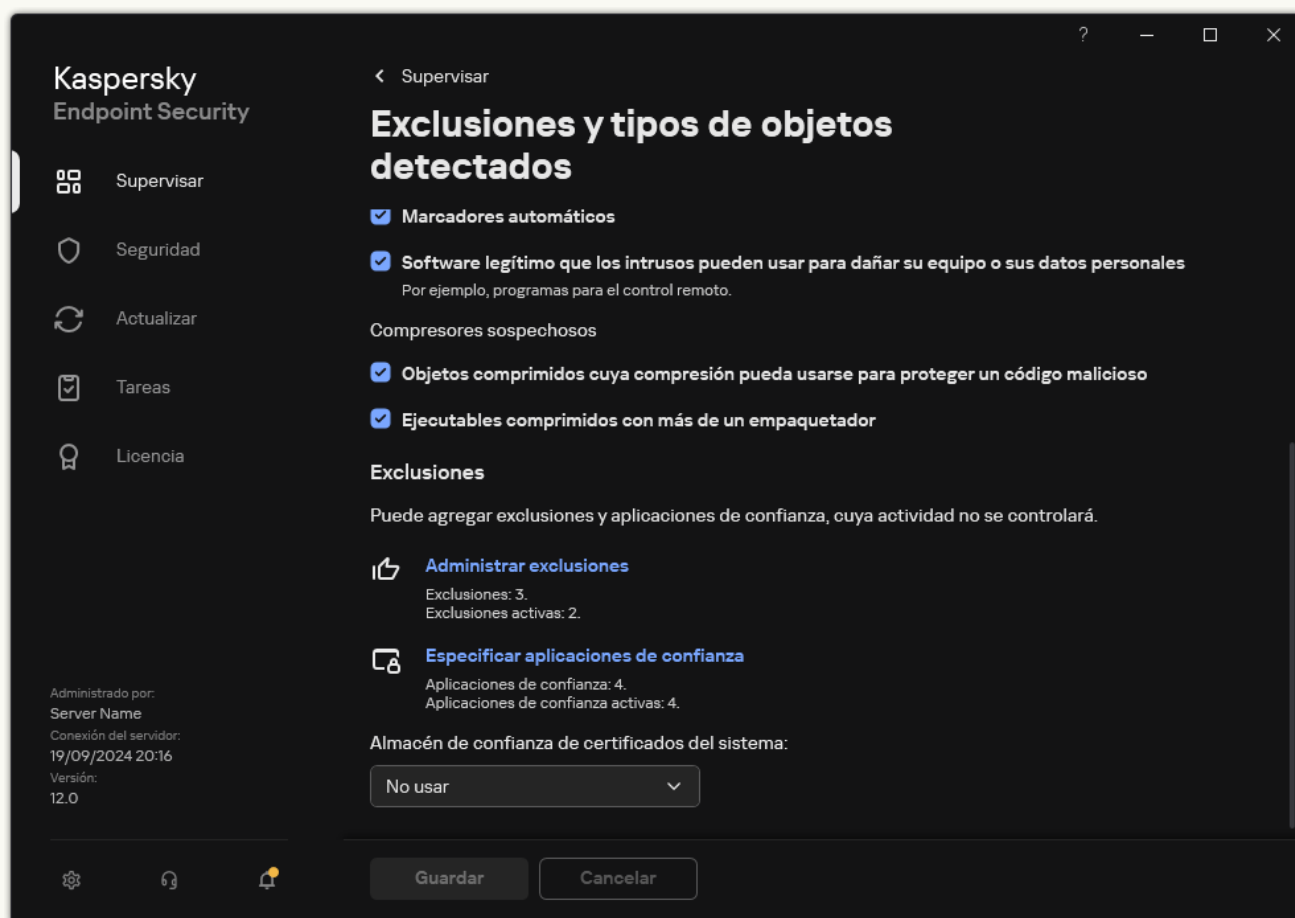 ?
Kaspersky
Endpoint Security
Supervisar
Seguridad
Actualizar
Tareas
Licencia
Administrado por:
Server Name
Conexión del servidor:
19/09/2024 20:16
Versión:
12.0
Supervisar
Exclusiones y tipos de objetos
detectados
Marcadores automáticos
Software legítimo que los intrusos pueden usar para dañar su equipo o sus datos personales
Por ejemplo, programas para el control remoto.
Compresores sospechosos
Objetos comprimidos cuya compresión pueda usarse para proteger un código malicioso
Ejecutables comprimidos con más de un empaquetador
Exclusiones
Puede agregar exclusiones y aplicaciones de confianza, cuya actividad no se controlará.
Administrar exclusiones
Exclusiones: 3.
Exclusiones activas: 2.
Especificar aplicaciones de confianza
Aplicaciones de confianza: 4.
Aplicaciones de confianza activas: 4.
Almacén de confianza de certificados del sistema:
No usar
Guardar
Cancelar